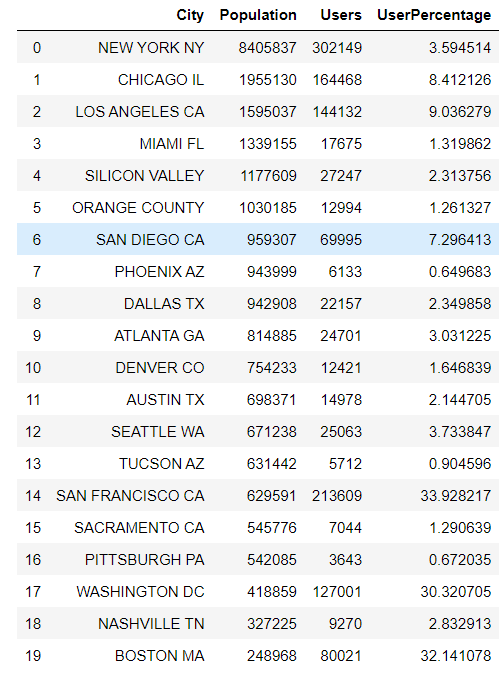 City Population Users UserPercentage
0 NEW YORK NY 8405837 302149 3.594514
1 CHICAGO IL 1955130 164468 8.412126
2 LOS ANGELES CA 1595037 144132 9.036279
3 MIAMI FL 1339155 17675 1.319862
4 SILICON VALLEY 1177609 27247 2.313756
5 ORANGE COUNTY 1030185 12994 1.261327
6 SAN DIEGO CA 959307 69995 7.296413
7 PHOENIX AZ 943999 6133 0.649683
8 DALLAS TX 942908 22157 2.349858
9 ATLANTA GA 814885 24701 3.031225
10 DENVER CO 754233 12421 1.646839
11 AUSTIN TX 698371 14978 2.144705
12 SEATTLE WA 671238 25063 3.733847
13 TUCSON AZ 631442 5712 0.904596
14 SAN FRANCISCO CA 629591 213609 33.928217
15 SACRAMENTO CA 545776 7044 1.290639
16 PITTSBURGH PA 542085 3643 0.672035
17 WASHINGTON DC 418859 127001 30.320705
18 NASHVILLE TN 327225 9270 2.832913
19 BOSTON MA 248968 80021 32.141078